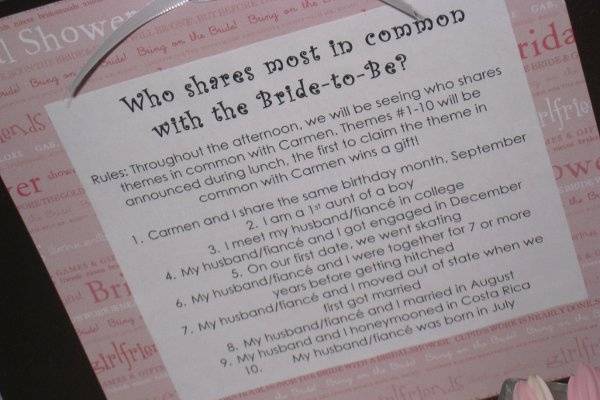 Who shares most in common
with the Bride-to-Be?
Rules: Throughout the afternoon, we will be seeing who shares
themes in common with Carmen. Themes #1-10 will be
announced during lunch, the first to claim the theme in
common with Carmen wins a gift!
1. Carmen and I share the same birthday month, September
2. I am a 1st aunt of a boy
3. I meet my husband/fiancé in college
4. My husband/fiancé and I got engaged in December
5. On our first date, we went skating
6. My husband/fiancé and I were together for 7 or more
years before getting hitched
7. My husband/fiancé and I moved out of state when we
first got married
8. My husband/fiancé and I married in August
9. My husband and I honeymooned in Costa Rica
10. My husband/fiancé was born in July
l Shower
Bring on the Bride!